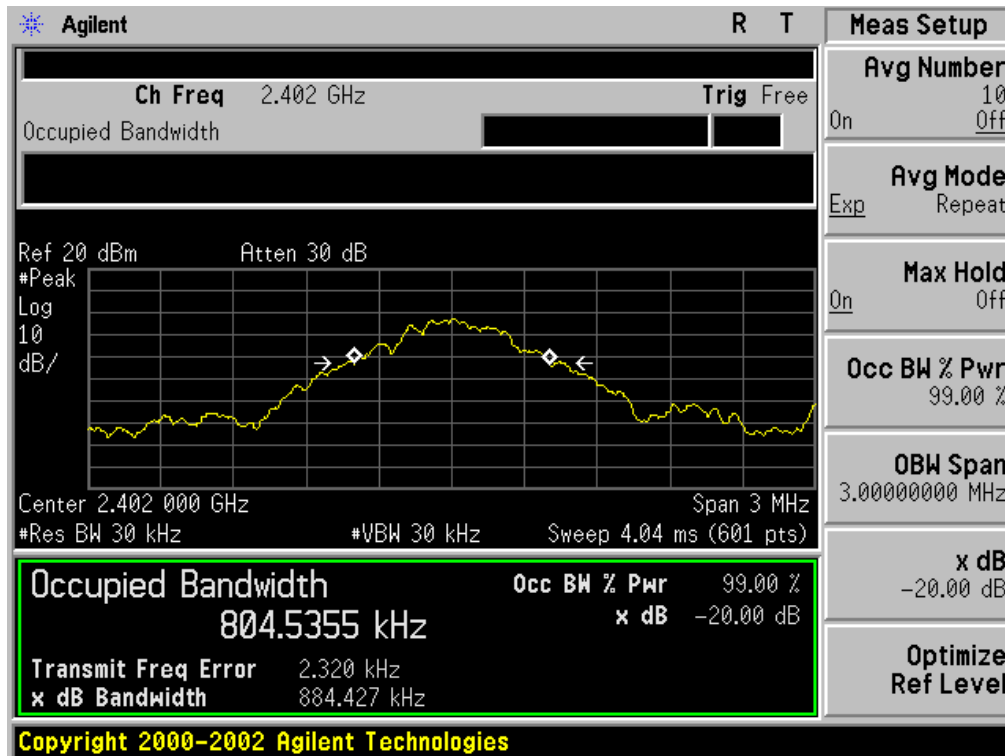 Agilent R T
Ch Freq 2.402 GHz Trig Free
Occupied Bandwidth
Ref 20 dBm Atten 30 dB
#Peak
Log
10
dB/
Center 2.402 000 GHz Span 3 MHz
#Res BW 30 kHz #VBW 30 kHz Sweep 4.04 ms (601 pts)
Occupied Bandwidth Occ BW % Pwr 99.00 %
804.5355 kHz x dB -20.00 dB
Transmit Freq Error 2.320 kHz
x dB Bandwidth 884.427 kHz
Copyright 2000-2002 Agilent Technologies
Meas Setup
Avg Number
10
On Off
Avg Mode
Exp Repeat
Max Hold
On Off
Occ BW % Pwr
99.00 %
OBW Span
3.00000000 MHz
x dB
-20.00 dB
Optimize
Ref Level